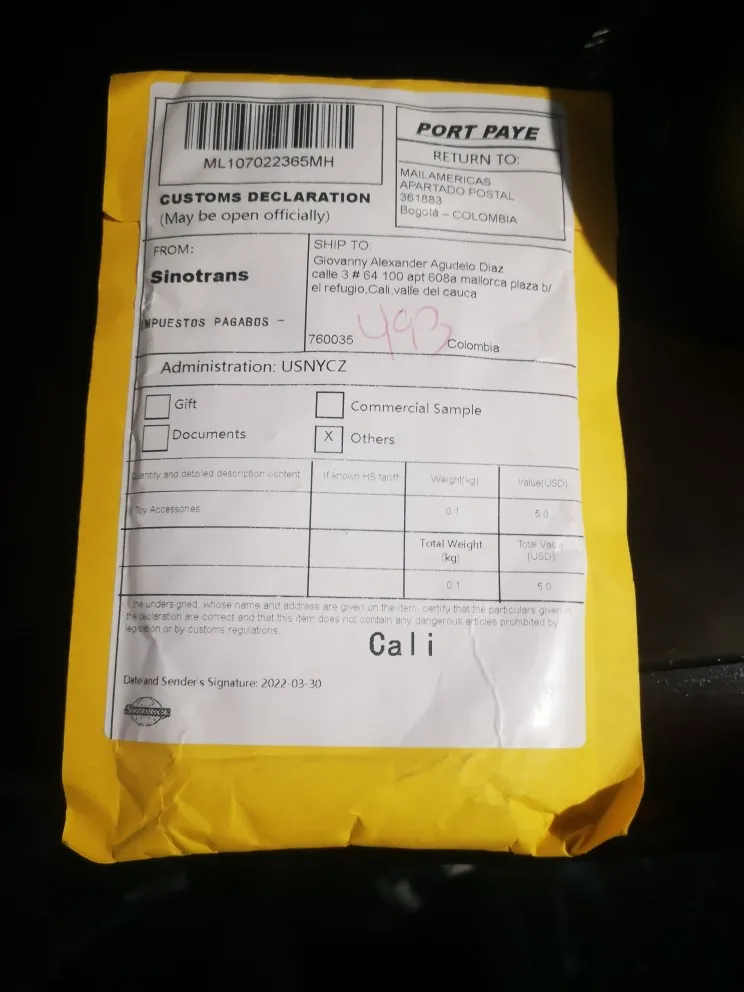 ML107022365MH
CUSTOMS DECLARATION
(May be open officially)
PORT PAYE
RETURN TO:
MAILAMERICAS
APARTADO POSTAL
361883
Bogotá – COLOMBIA
FROM:
Sinotrans
IMPUESTOS PAGABOS –
SHIP TO:
Giovanny Alexander Agudelo Diaz
calle 3 # 64 100 apt 608a mallorca plaza b/
el refugio,Cali,valle del cauca
493
760035
Colombia
Administration: USNYCZ
Gift
Commercial Sample
Documents
X Others
Quantity and detailed description content
If known HS tariff
Weight(kg)
Value(USD)
Toy Accessories
0.1
5.0
Total Weight
(kg)
Total Value
(USD)
0.1
5.0
I, the undersigned, whose name and address are given on the item, certify that the particulars given in
the declaration are correct and that this item does not contain any dangerous articles prohibited by
legislation or by customs regulations.
Cali
Date and Sender's Signature: 2022-03-30